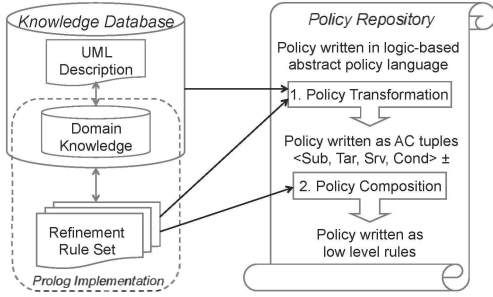 Knowledge Database
UML
Description
Domain
Knowledge
Refinement
Rule Set
Prolog Implementation
Policy Repository
Policy written in logic-based
abstract policy language
1. Policy Transformation
Policy written as AC tuples
<Sub, Tar, Srv, Cond> ±
2. Policy Composition
Policy written as
low level rules